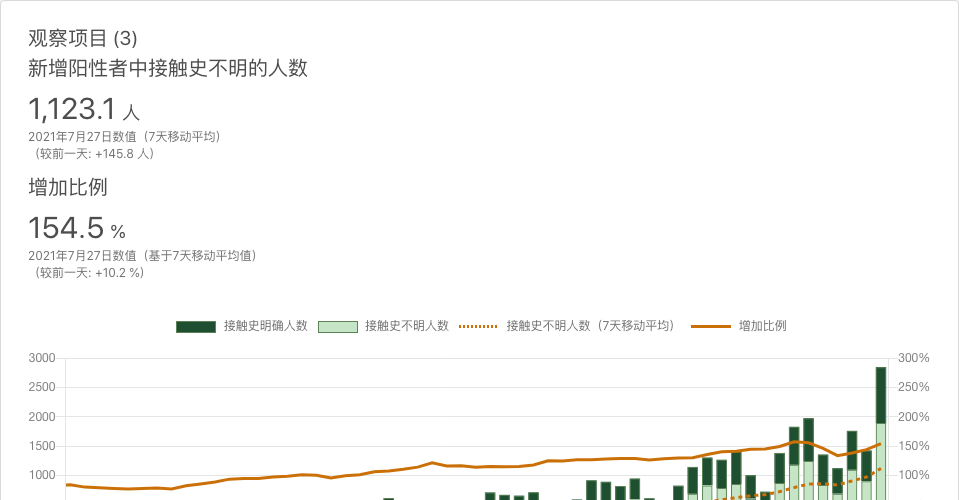 观察项目 (3)
新增阳性者中接触史不明的人数
1,123.1 人
2021年7月27日数值（7天移动平均）
（较前一天: +145.8 人）
增加比例
154.5 %
2021年7月27日数值（基于7天移动平均值）
（较前一天: +10.2 %）
接触史明确人数 接触史不明人数 接触史不明人数（7天移动平均） 增加比例
3000 300%
2500 250%
2000 200%
1500 150%
1000 100%